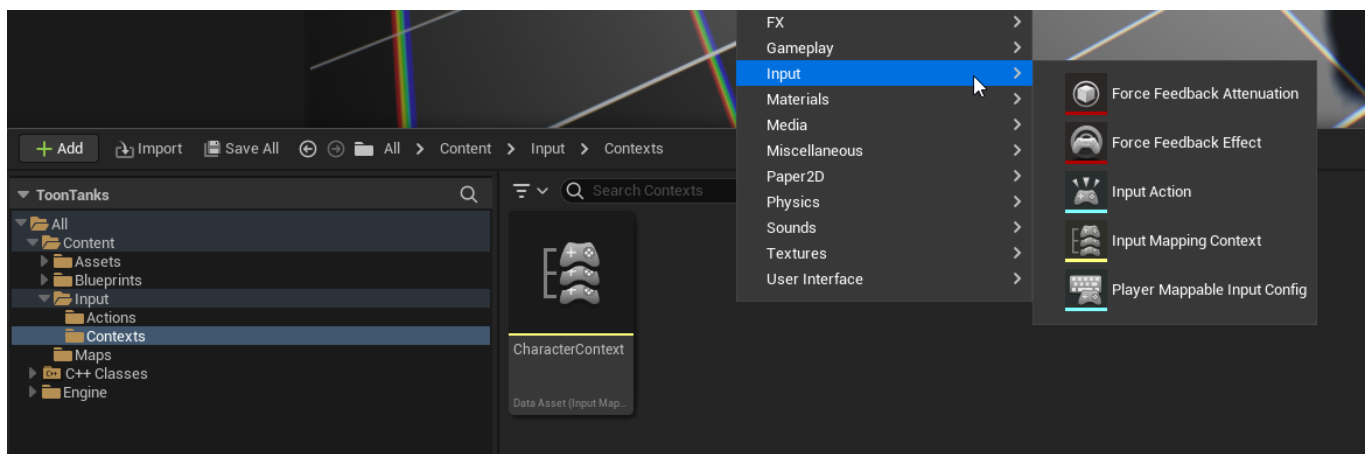 FX
Gameplay
Input
Materials
Media
Miscellaneous
Paper2D
Physics
Sounds
Textures
User Interface
Force Feedback Attenuation
Force Feedback Effect
Input Action
Input Mapping Context
Player Mappable Input Config
+ Add Import Save All All > Content > Input > Contexts
ToonTanks
All
Content
Assets
Blueprints
Input
Actions
Contexts
Maps
C++ C++ Classes
Engine
Search Contexts
CharacterContext
Data Asset (Input Map...